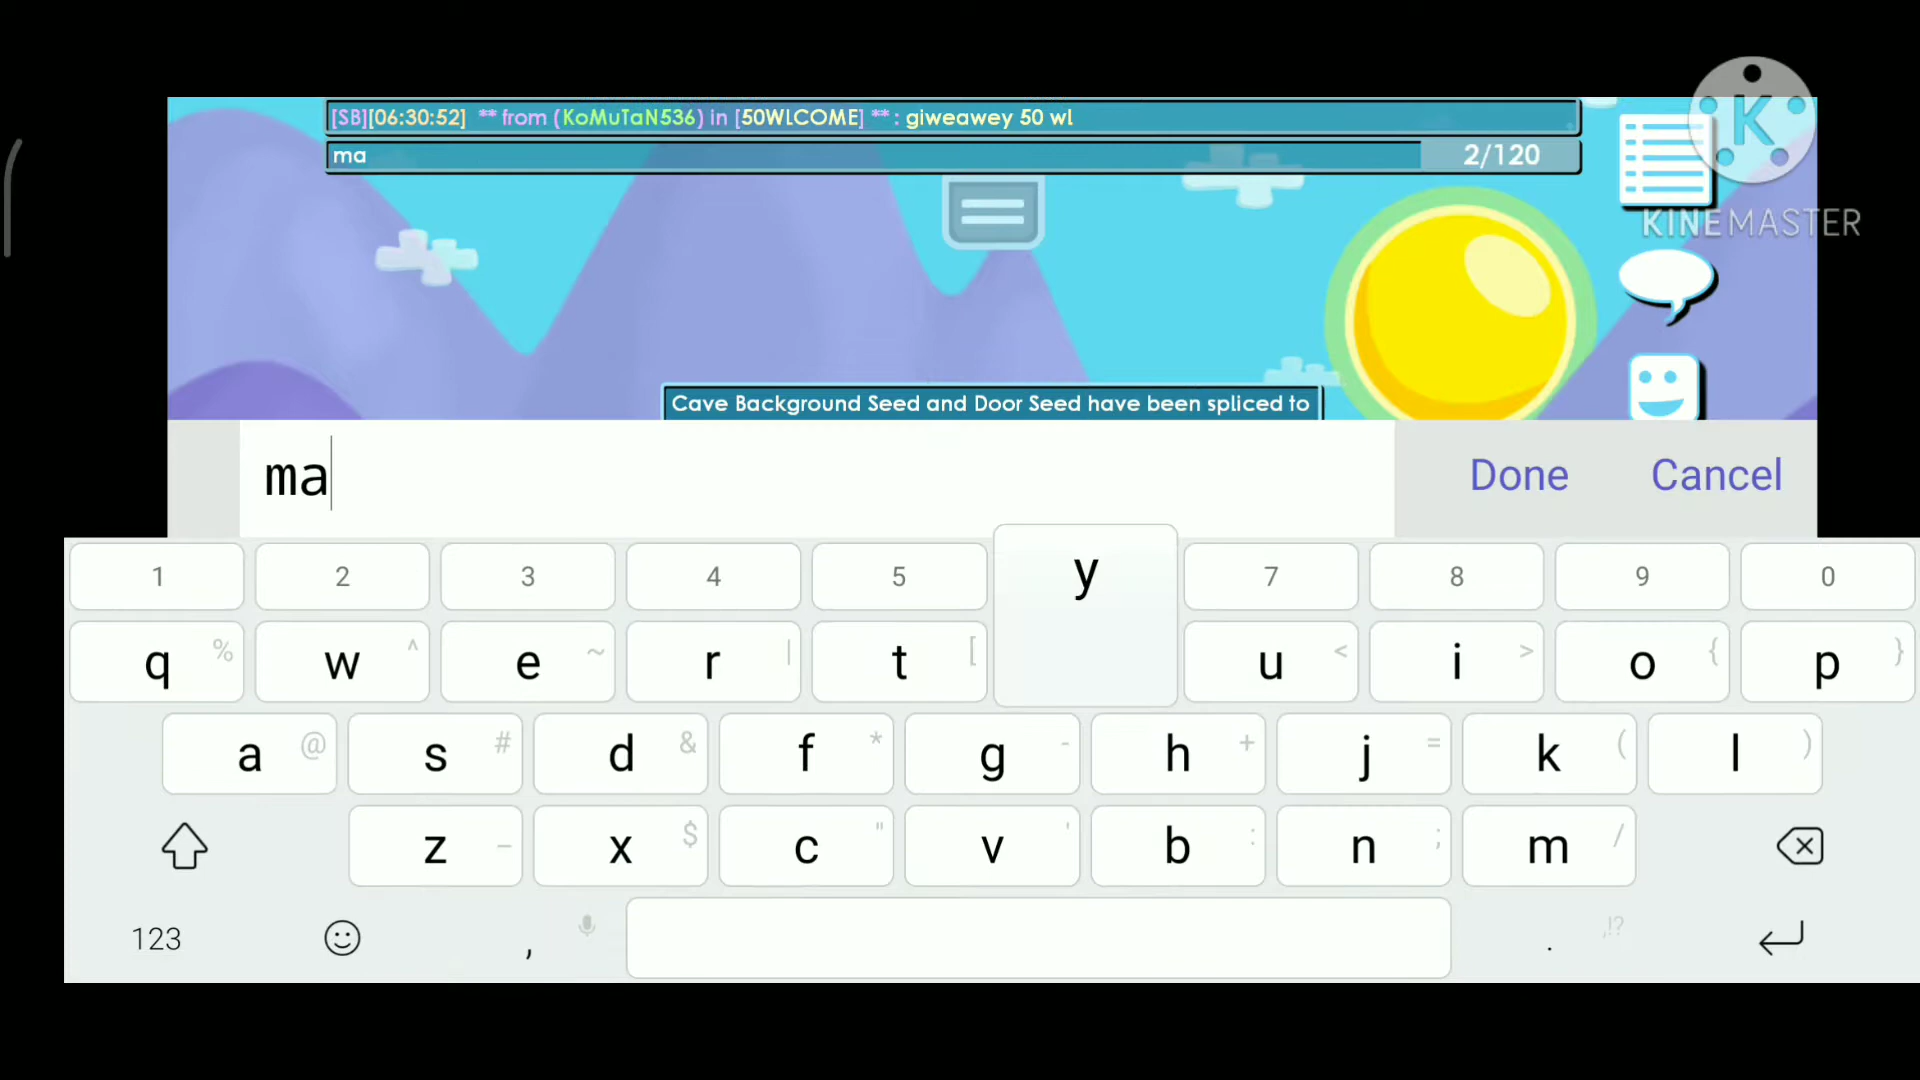 [SB][06:30:52] ** from (KoMuTaN536) in [50WLCOME] ** : giweawey 50 wl
ma 2/120
K
KINEMASTER
Cave Background Seed and Door Seed have been spliced to
ma Done Cancel
1 2 3 4 5 y 7 8 9 0
q % w ^ e ~ r | t [ u < i > o { p }
a @ s # d & f * g - h + j = k ( l )
z _ x $ c " v ' b : n ; m /
123 , . ,!?